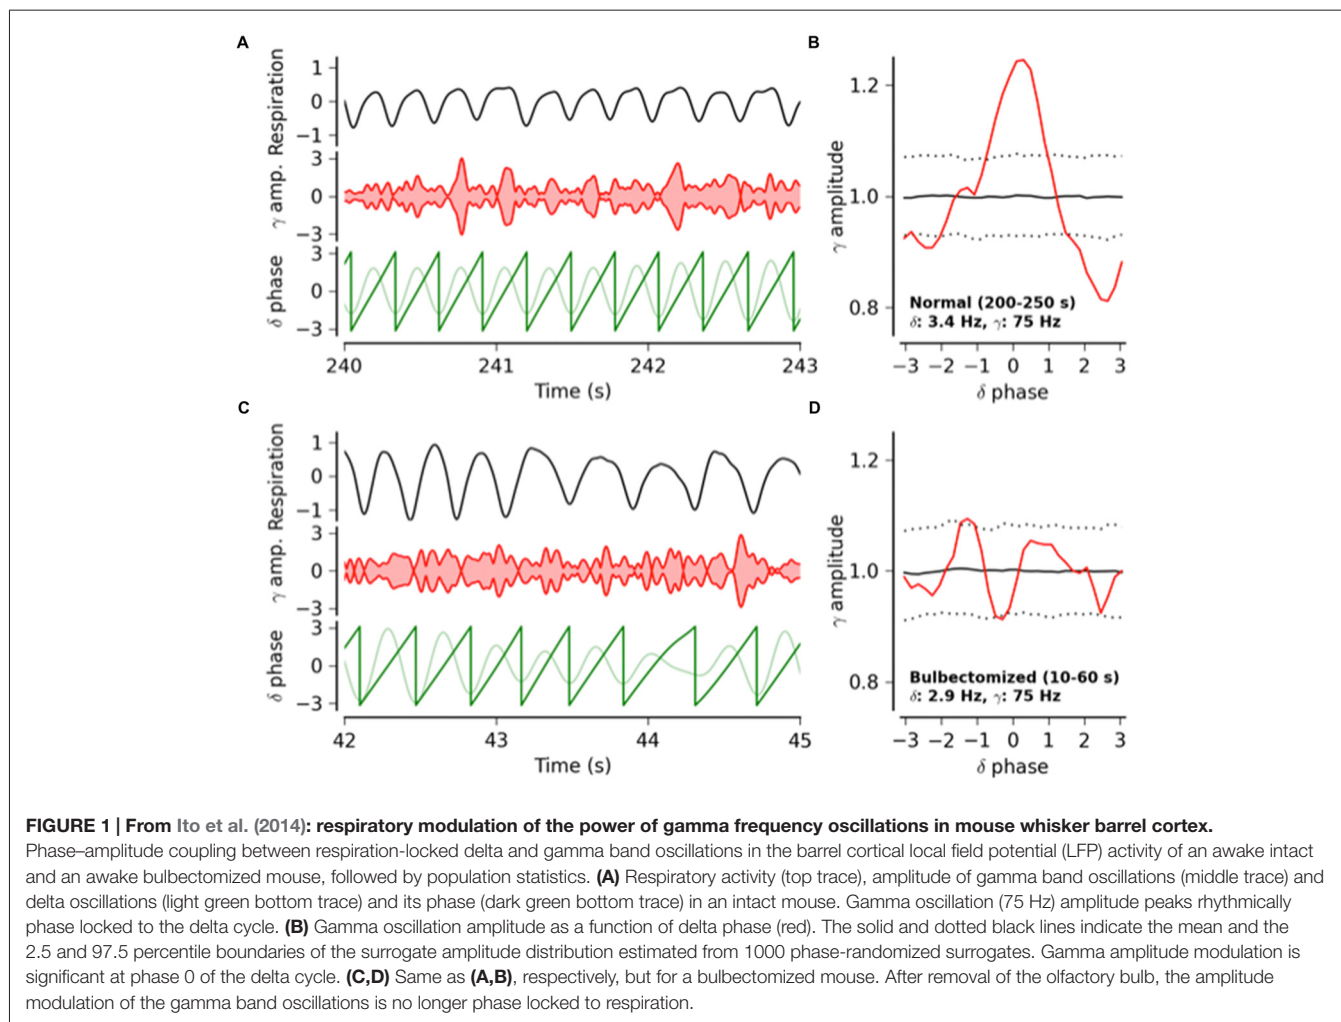 A
B
Respiration
1
0
−1
γ amp.
3
0
−3
δ phase
3
0
−3
240 241 242 243
Time (s)
γ amplitude
1.2
1.0
0.8
Normal (200-250 s)
δ: 3.4 Hz, γ: 75 Hz
−3 −2 −1 0 1 2 3
δ phase
C
D
Respiration
1
0
−1
γ amp.
3
0
−3
δ phase
3
0
−3
42 43 44 45
Time (s)
γ amplitude
1.2
1.0
0.8
Bulbectomized (10-60 s)
δ: 2.9 Hz, γ: 75 Hz
−3 −2 −1 0 1 2 3
δ phase
FIGURE 1 | From Ito et al. (2014): respiratory modulation of the power of gamma frequency oscillations in mouse whisker barrel cortex.
Phase–amplitude coupling between respiration-locked delta and gamma band oscillations in the barrel cortical local field potential (LFP) activity of an awake intact
and an awake bulbectomized mouse, followed by population statistics. (A) Respiratory activity (top trace), amplitude of gamma band oscillations (middle trace) and
delta oscillations (light green bottom trace) and its phase (dark green bottom trace) in an intact mouse. Gamma oscillation (75 Hz) amplitude peaks rhythmically
phase locked to the delta cycle. (B) Gamma oscillation amplitude as a function of delta phase (red). The solid and dotted black lines indicate the mean and the
2.5 and 97.5 percentile boundaries of the surrogate amplitude distribution estimated from 1000 phase-randomized surrogates. Gamma amplitude modulation is
significant at phase 0 of the delta cycle. (C,D) Same as (A,B), respectively, but for a bulbectomized mouse. After removal of the olfactory bulb, the amplitude
modulation of the gamma band oscillations is no longer phase locked to respiration.